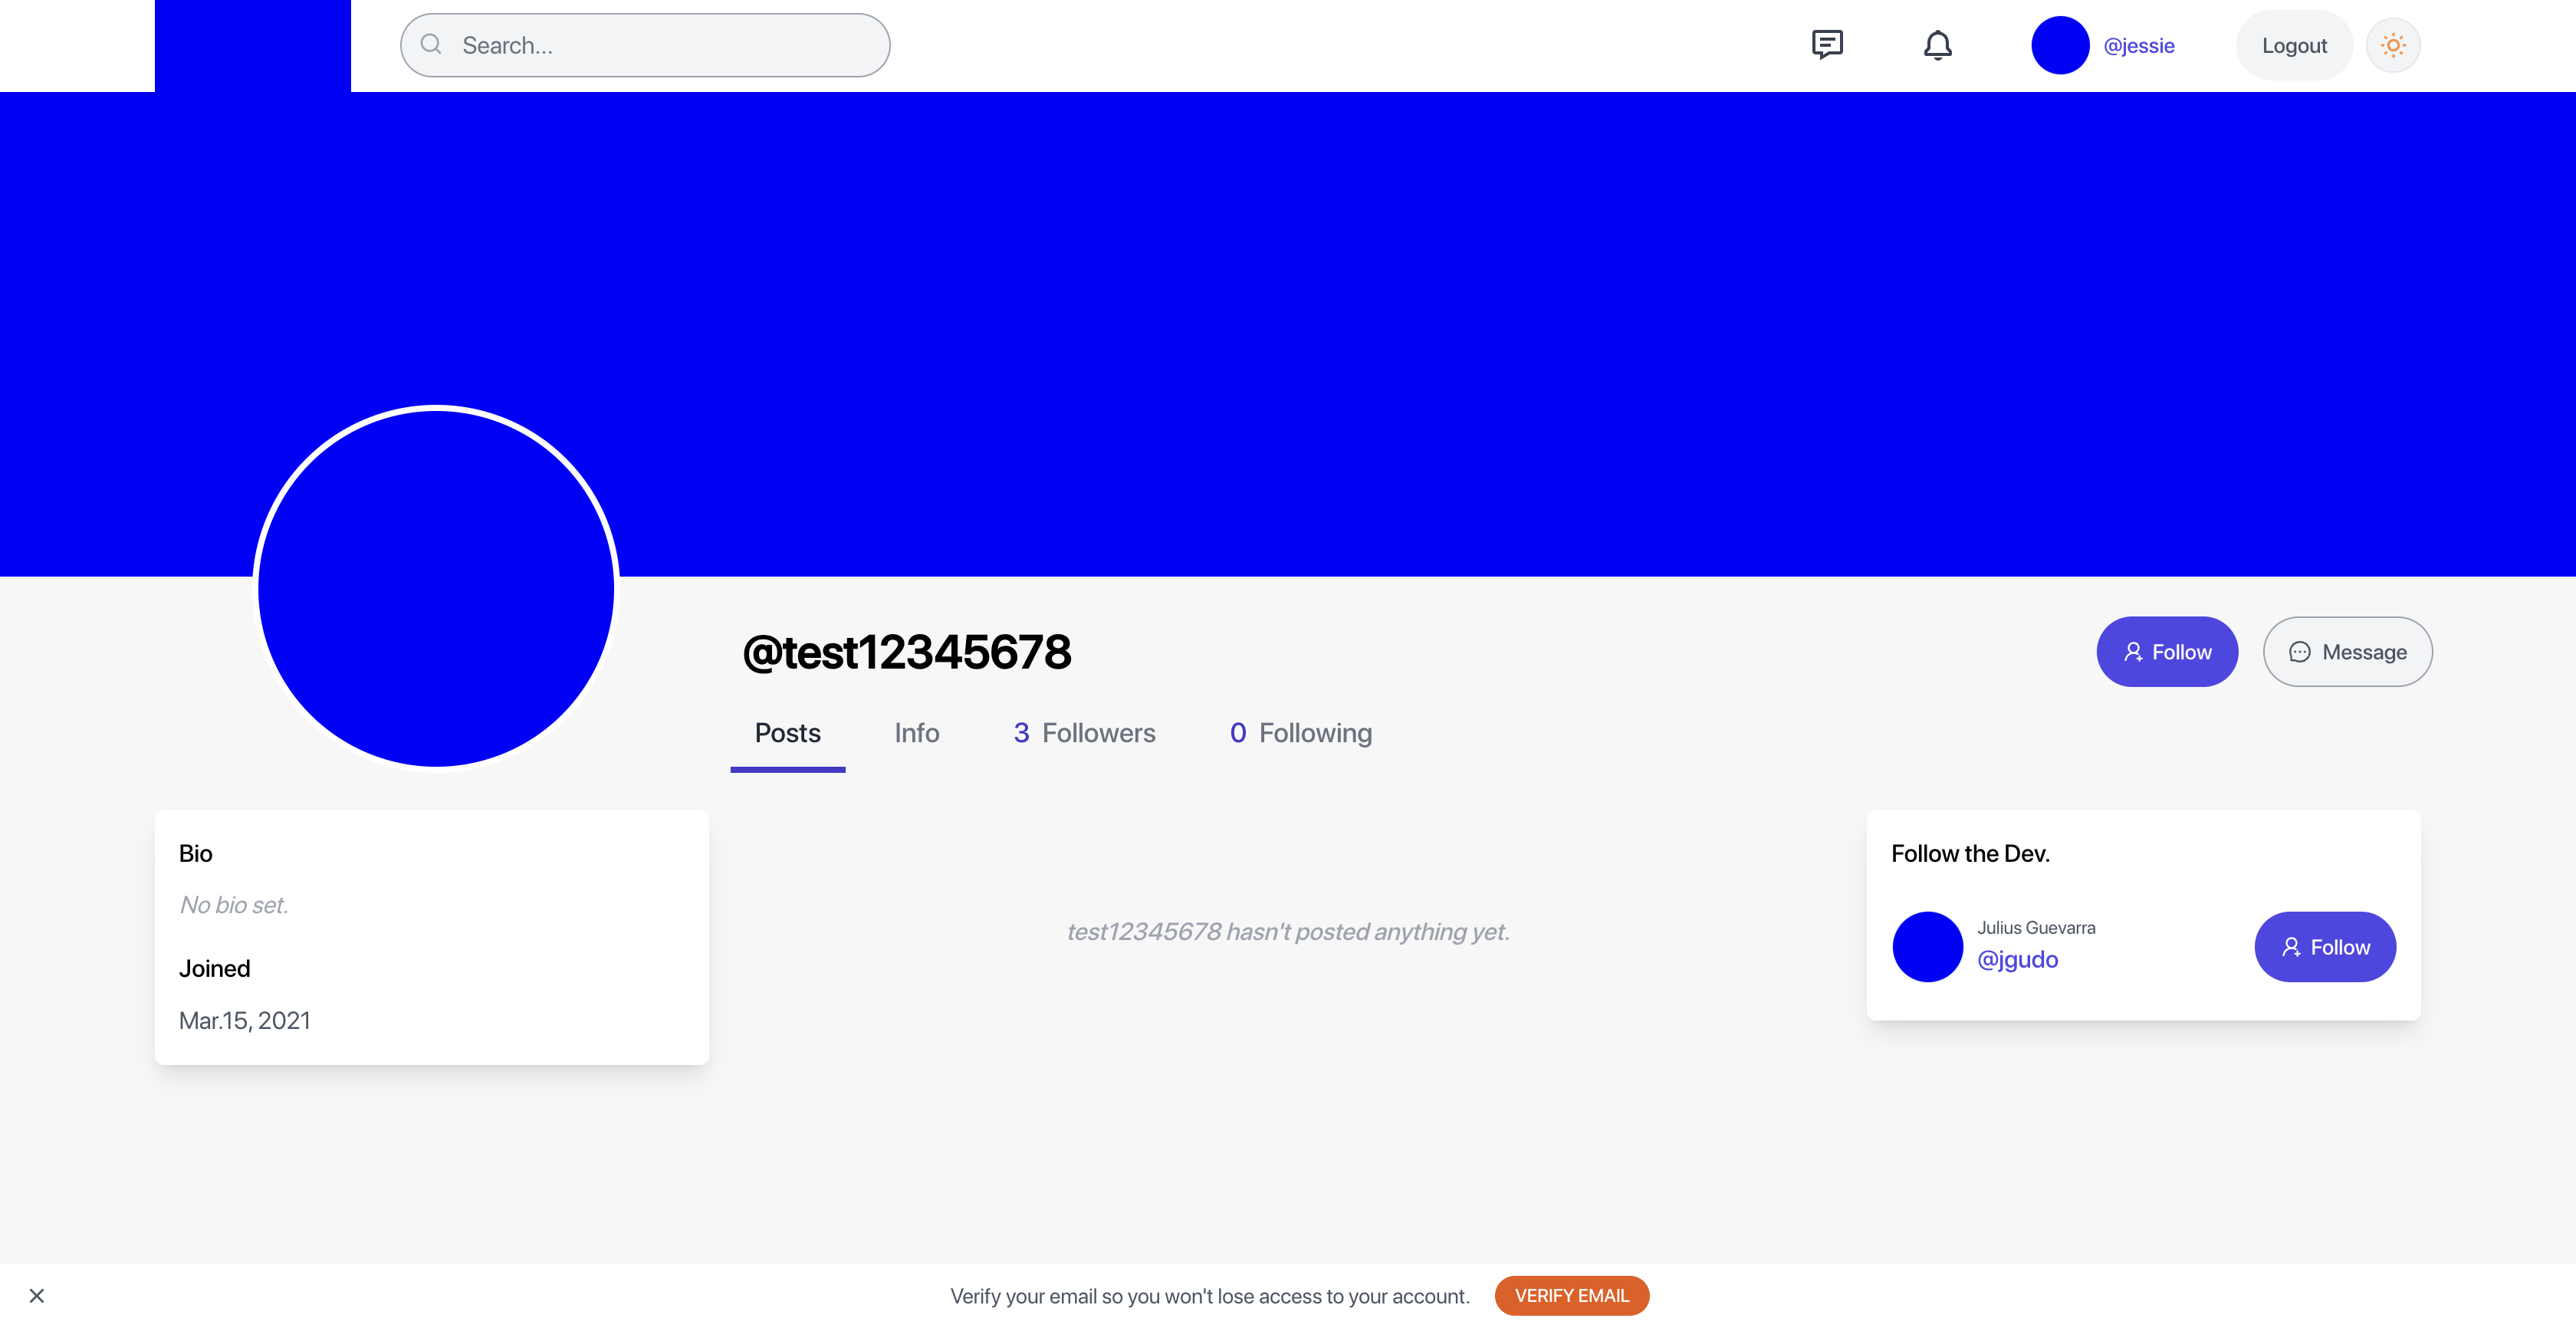 Search...
@jessie
Logout
@test12345678
Follow
Message
Posts
Info
3 Followers
0 Following
Bio
No bio set.
Joined
Mar.15, 2021
test12345678 hasn't posted anything yet.
Follow the Dev.
Julius Guevarra
@jgudo
Follow
Verify your email so you won't lose access to your account.
VERIFY EMAIL